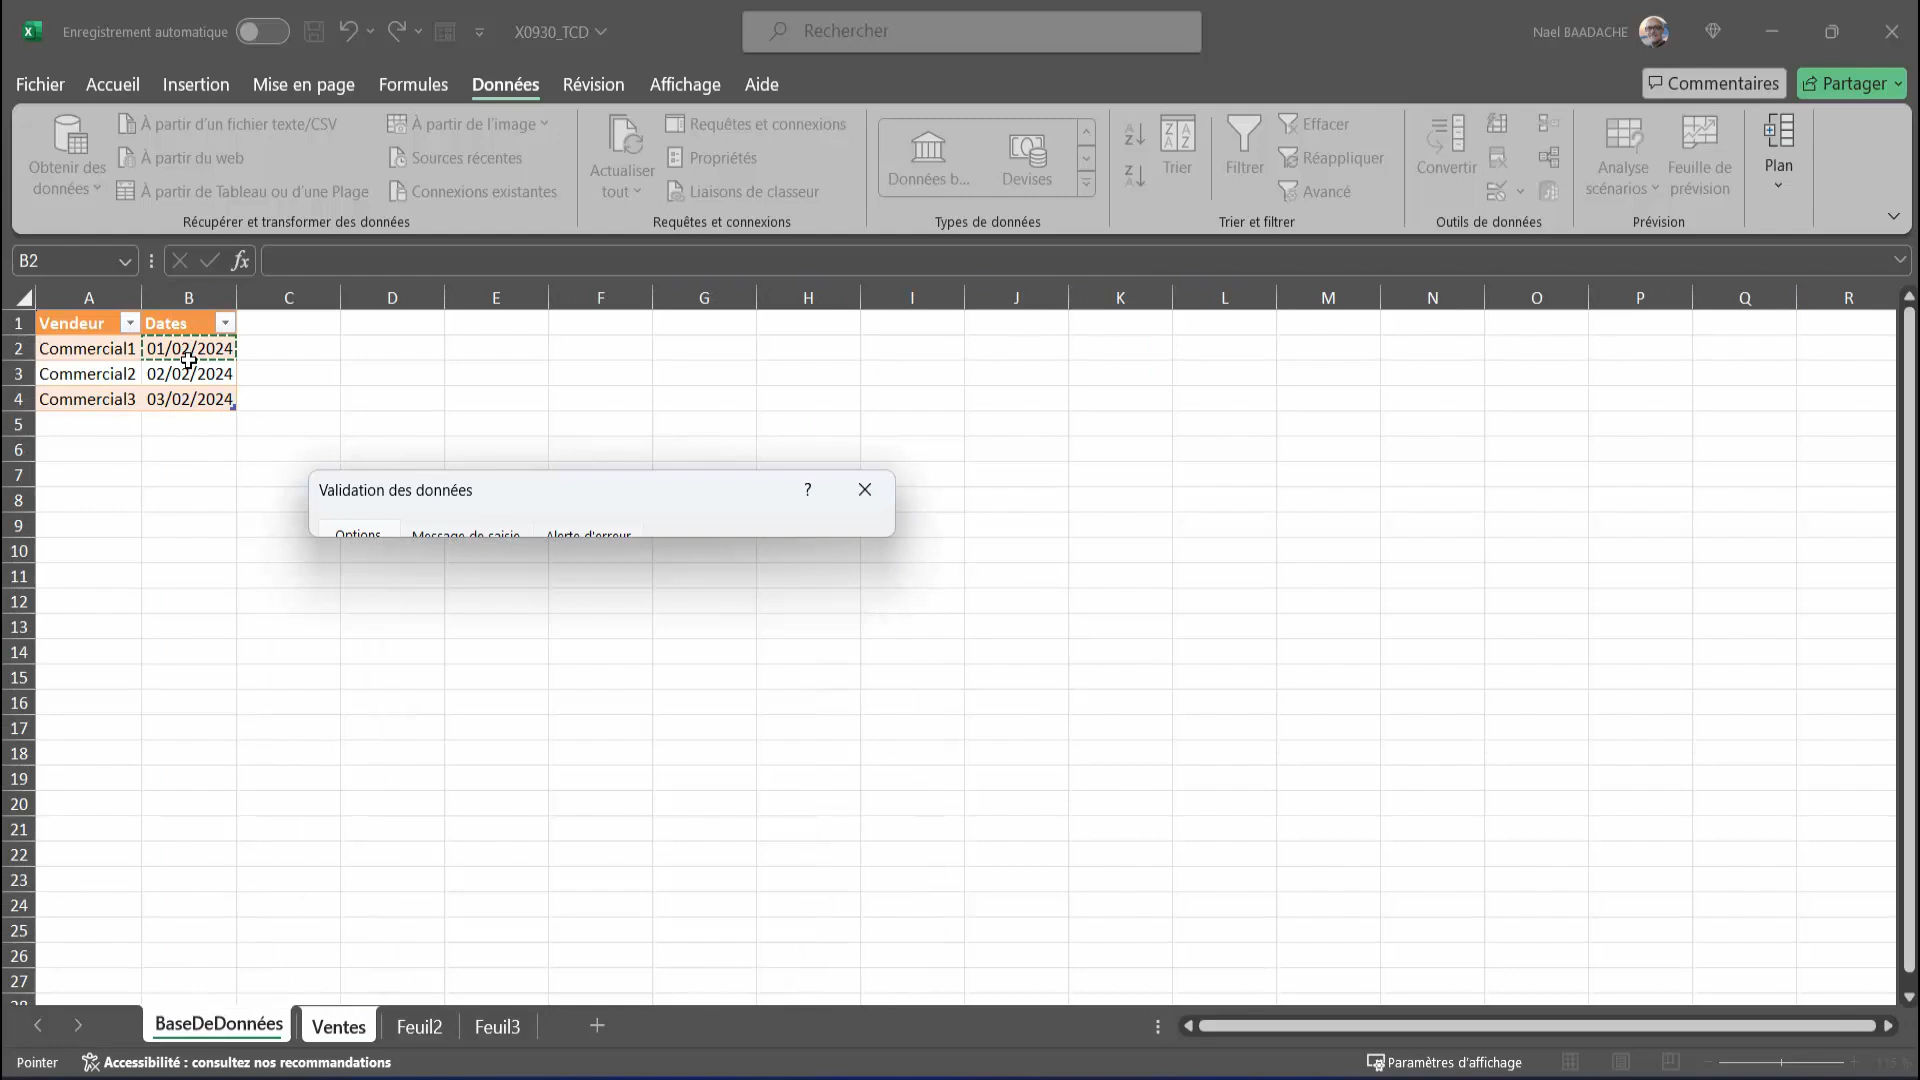 Enregistrement automatique
X0930_TCD
Rechercher
Nael BAADACHE
Fichier Accueil Insertion Mise en page Formules Données Révision Affichage Aide
Commentaires Partager
Obtenir des données
À partir d'un fichier texte/CSV
À partir du web
À partir de Tableau ou d'une Plage
À partir de l'image
Sources récentes
Connexions existantes
Récupérer et transformer des données
Actualiser tout
Requêtes et connexions
Propriétés
Liaisons de classeur
Requêtes et connexions
Données b... Devises
Types de données
Trier
Filtrer
Effacer
Réappliquer
Avancé
Trier et filtrer
Convertir
Outils de données
Analyse scénarios
Feuille de prévision
Prévision
Plan
B2
fx
A B C D E F G H I J K L M N O P Q R
1 Vendeur Dates
2 Commercial1 01/02/2024
3 Commercial2 02/02/2024
4 Commercial3 03/02/2024
5
6
7
8
9
10
11
12
13
14
15
16
17
18
19
20
21
22
23
24
25
26
27
Validation des données ?
Options Message de saisie Alerte d'erreur
BaseDeDonnées Ventes Feuil2 Feuil3
Pointer Accessibilité : consultez nos recommandations
Paramètres d'affichage